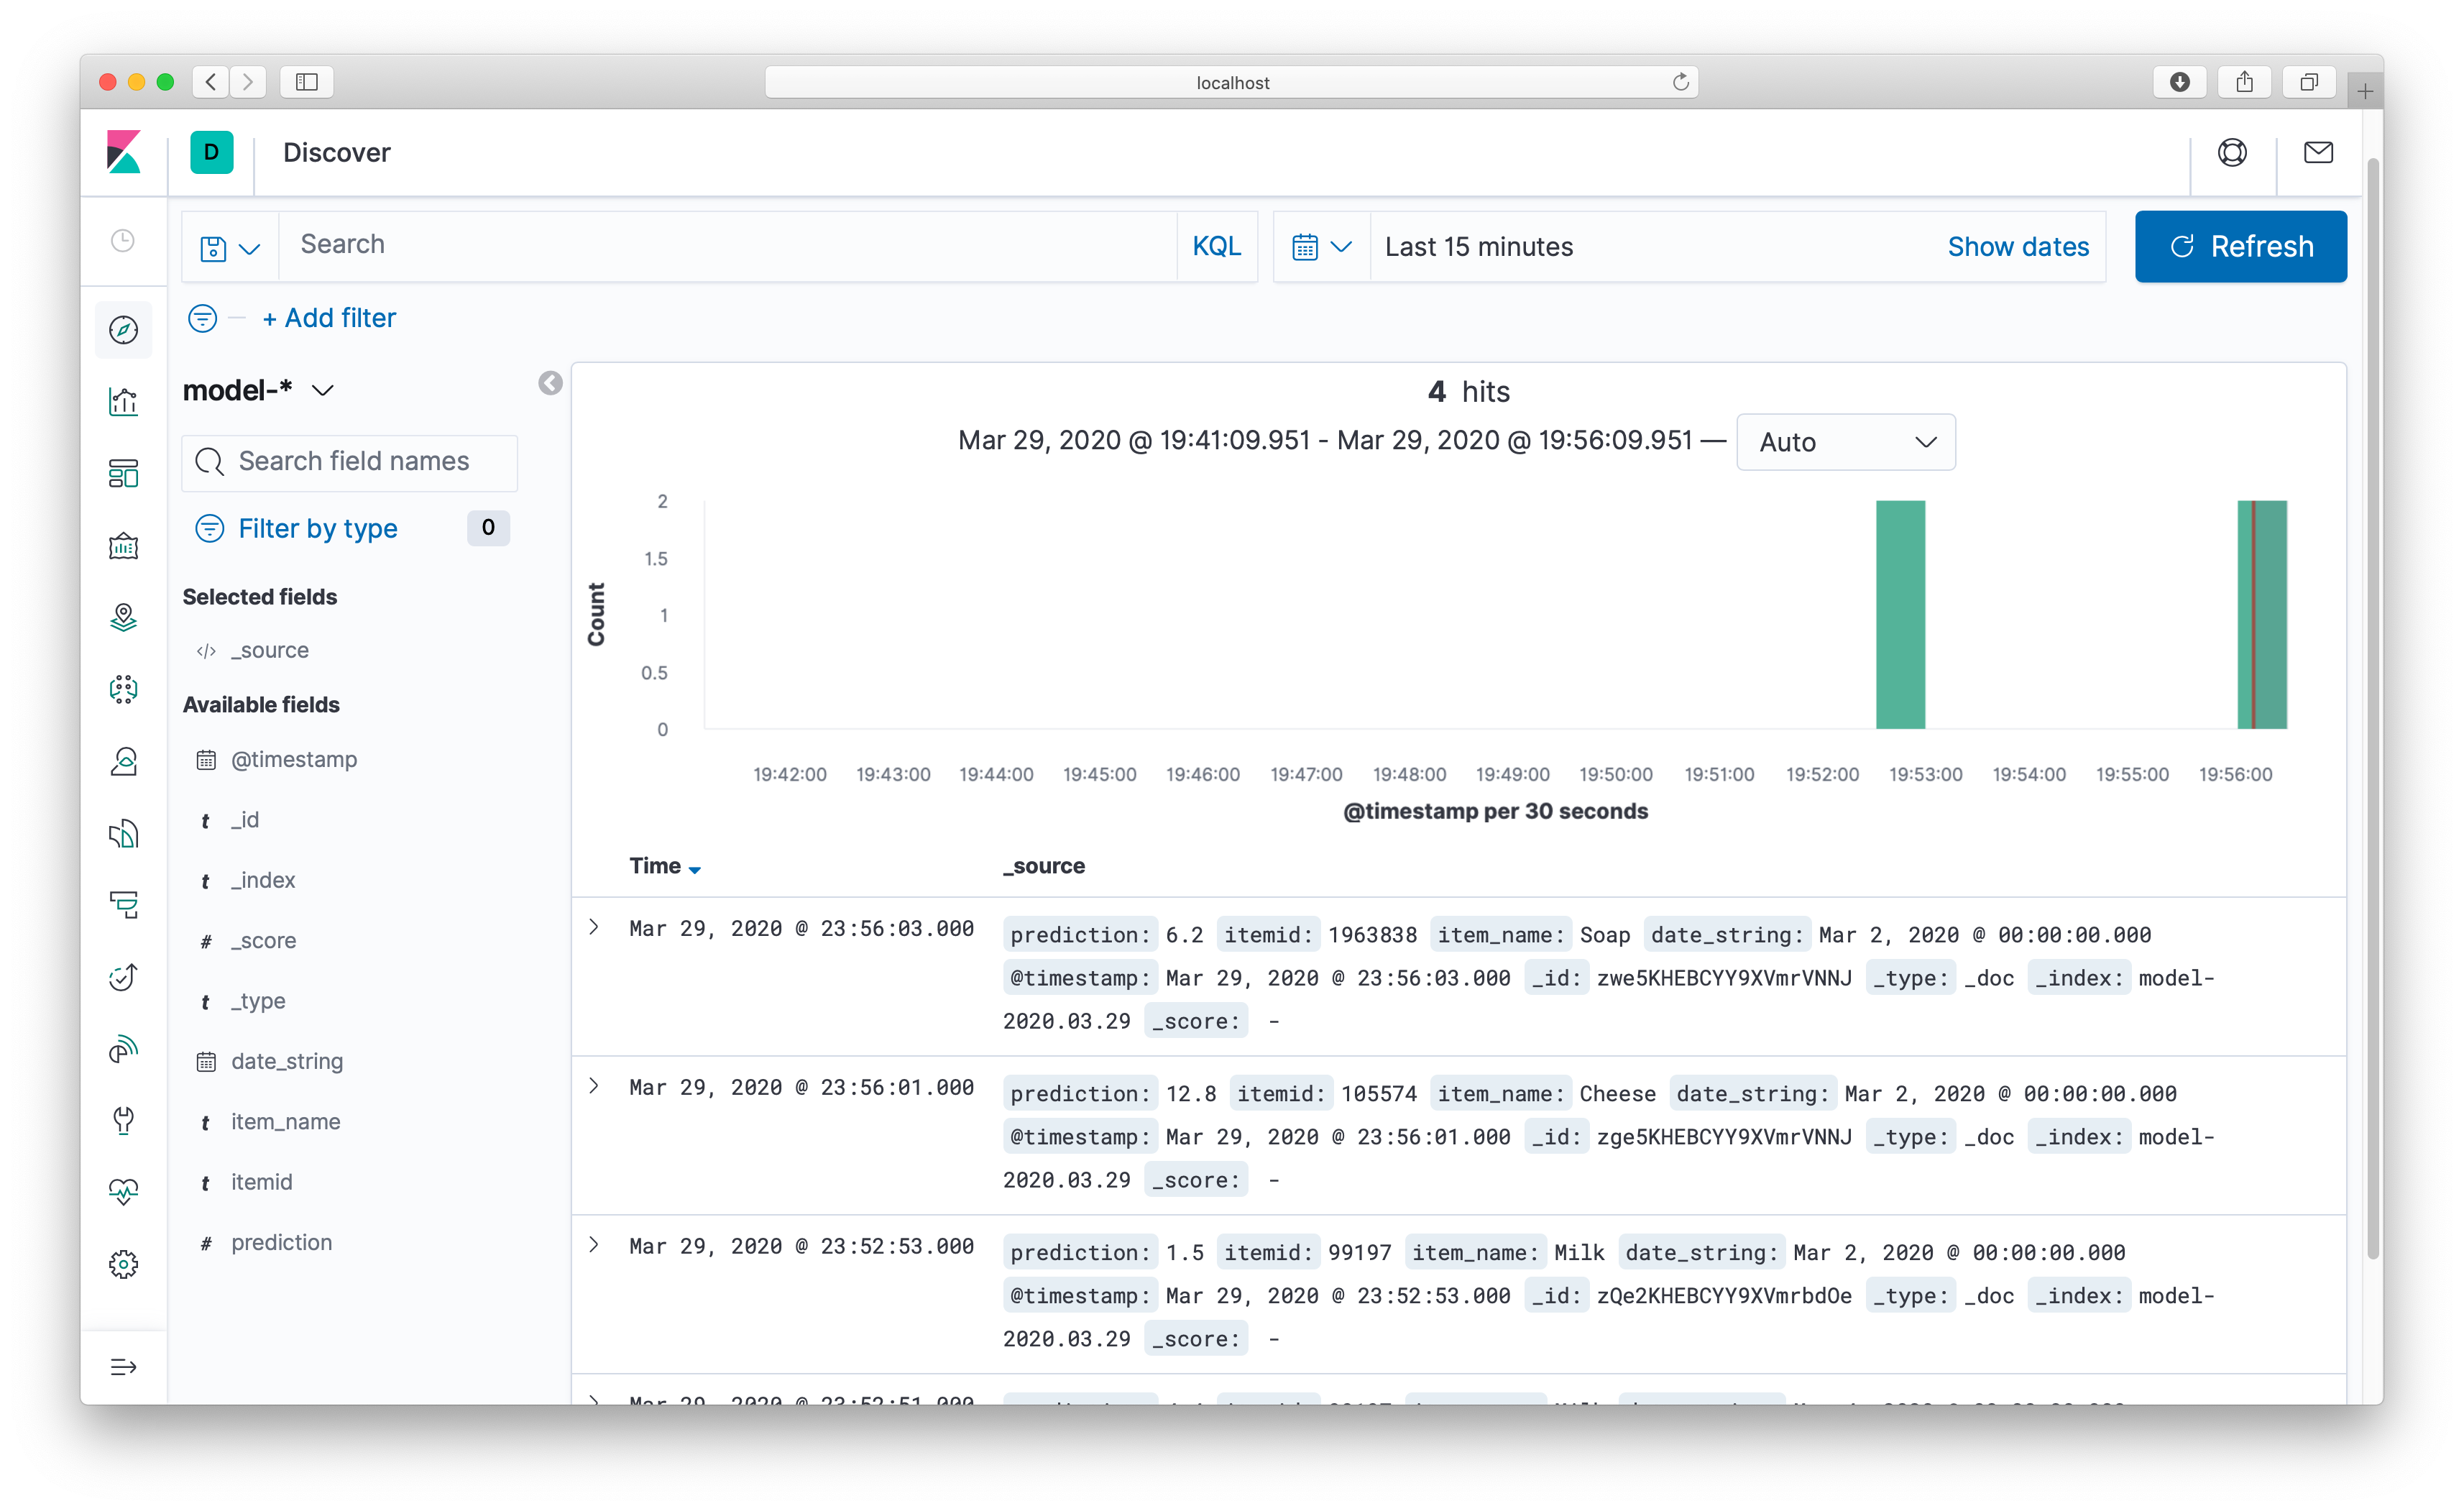 localhost
D
Discover
Search
KQL
Last 15 minutes
Show dates
Refresh
+ Add filter
model-*
Search field names
Filter by type 0
Selected fields
</> _source
Available fields
@timestamp
t _id
t _index
# _score
t _type
date_string
t item_name
t itemid
# prediction
4 hits
Mar 29, 2020 @ 19:41:09.951 - Mar 29, 2020 @ 19:56:09.951 — Auto
Count
2
1.5
1
0.5
0
19:42:00 19:43:00 19:44:00 19:45:00 19:46:00 19:47:00 19:48:00 19:49:00 19:50:00 19:51:00 19:52:00 19:53:00 19:54:00 19:55:00 19:56:00
@timestamp per 30 seconds
Time _source
Mar 29, 2020 @ 23:56:03.000 prediction: 6.2 itemid: 1963838 item_name: Soap date_string: Mar 2, 2020 @ 00:00:00.000
@timestamp: Mar 29, 2020 @ 23:56:03.000 _id: zwe5KHEBCYY9XVmrVNNJ _type: _doc _index: model-
2020.03.29 _score: -
Mar 29, 2020 @ 23:56:01.000 prediction: 12.8 itemid: 105574 item_name: Cheese date_string: Mar 2, 2020 @ 00:00:00.000
@timestamp: Mar 29, 2020 @ 23:56:01.000 _id: zge5KHEBCYY9XVmrVNNJ _type: _doc _index: model-
2020.03.29 _score: -
Mar 29, 2020 @ 23:52:53.000 prediction: 1.5 itemid: 99197 item_name: Milk date_string: Mar 2, 2020 @ 00:00:00.000
@timestamp: Mar 29, 2020 @ 23:52:53.000 _id: zQe2KHEBCYY9XVmrbdOe _type: _doc _index: model-
2020.03.29 _score: -
Mar 29, 2020 @ 23:52:51.000